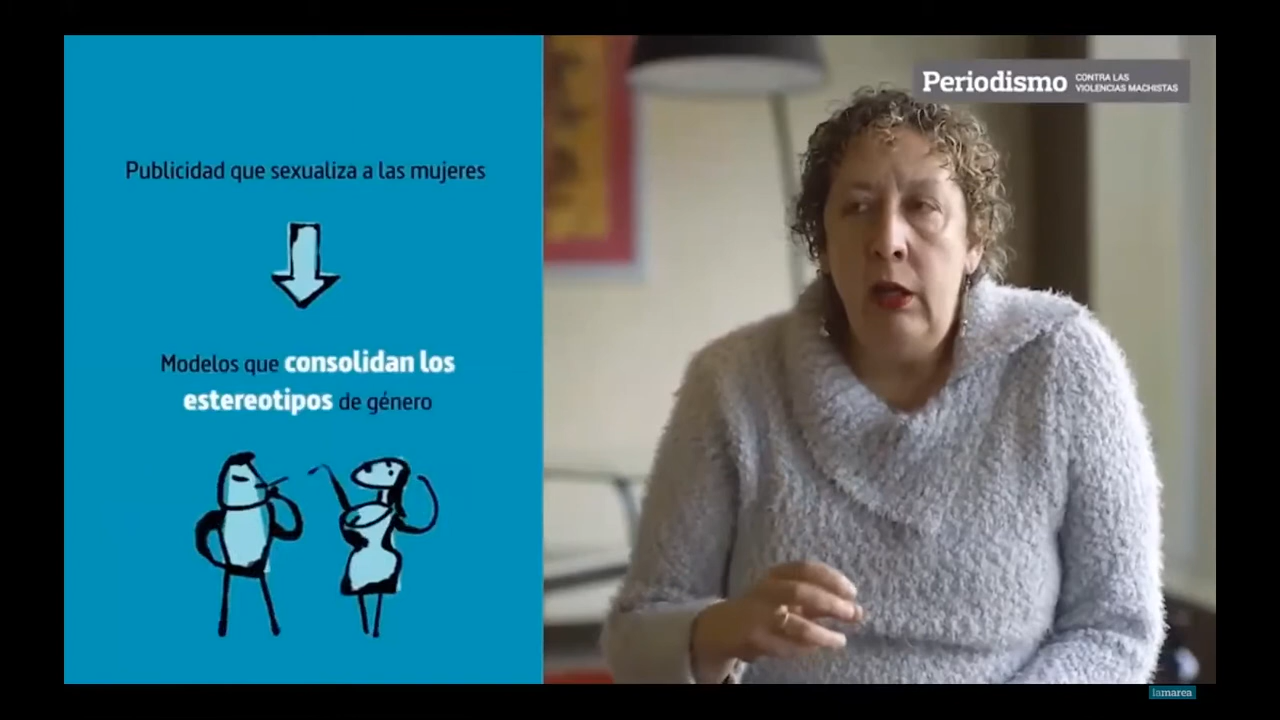 Publicidad que sexualiza a las mujeres
Modelos que consolidan los
estereotipos de género
Periodismo
CONTRA LAS
VIOLENCIAS MACHISTAS
lamarea